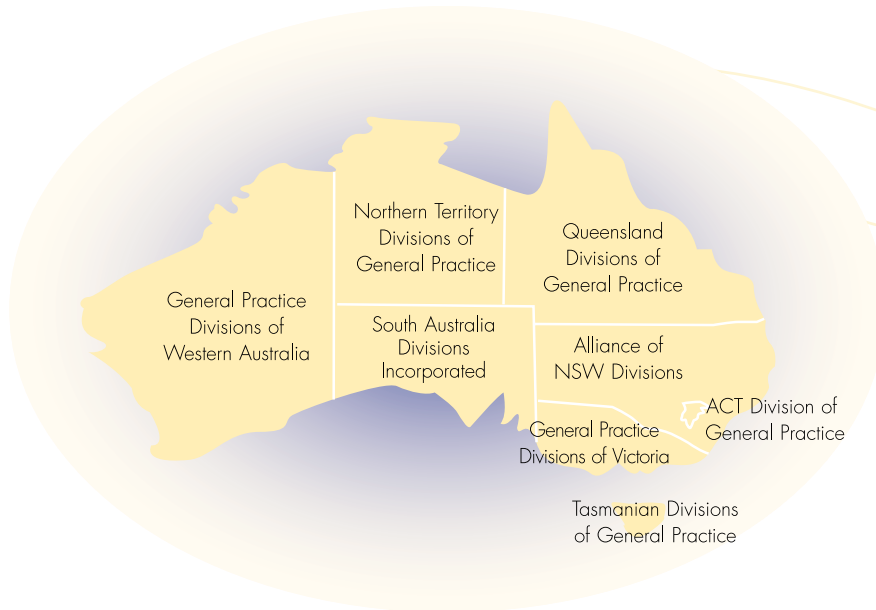 Northern Territory
Divisions of
General Practice
Queensland
Divisions of
General Practice
General Practice
Divisions of
Western Australia
South Australia
Divisions
Incorporated
Alliance of
NSW Divisions
ACT Division of
General Practice
General Practice
Divisions of Victoria
Tasmanian Divisions
of General Practice